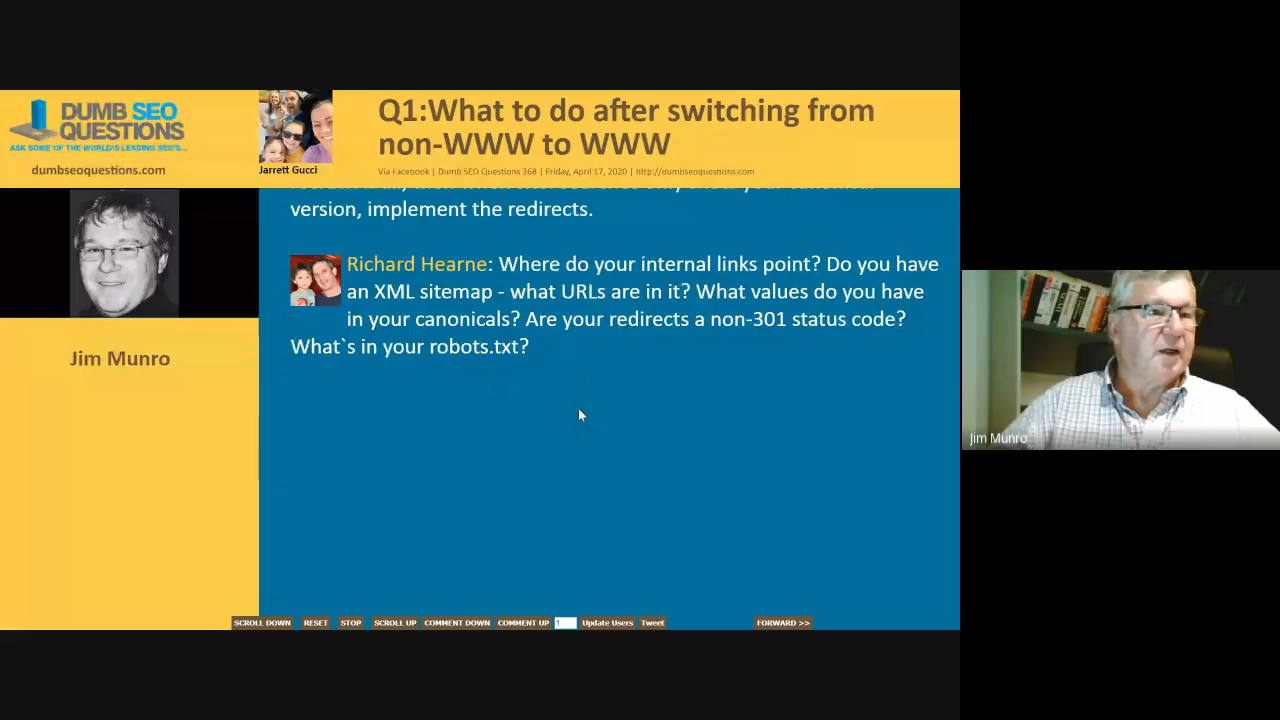 DUMB SEO
QUESTIONS
ASK SOME OF THE WORLD'S LEADING SEO'S...
dumbseoquestions.com
Jarrett Gucci
Q1:What to do after switching from
non-WWW to WWW
Via Facebook | Dumb SEO Questions 368 | Friday, April 17, 2020 | http://dumbseoquestions.com
Jim Munro
version, implement the redirects.
Richard Hearne: Where do your internal links point? Do you have
an XML sitemap - what URLs are in it? What values do you have
in your canonicals? Are your redirects a non-301 status code?
What`s in your robots.txt?
SCROLL DOWN RESET STOP SCROLL UP COMMENT DOWN COMMENT UP 1 Update Users Tweet FORWARD >>
Jim Munro